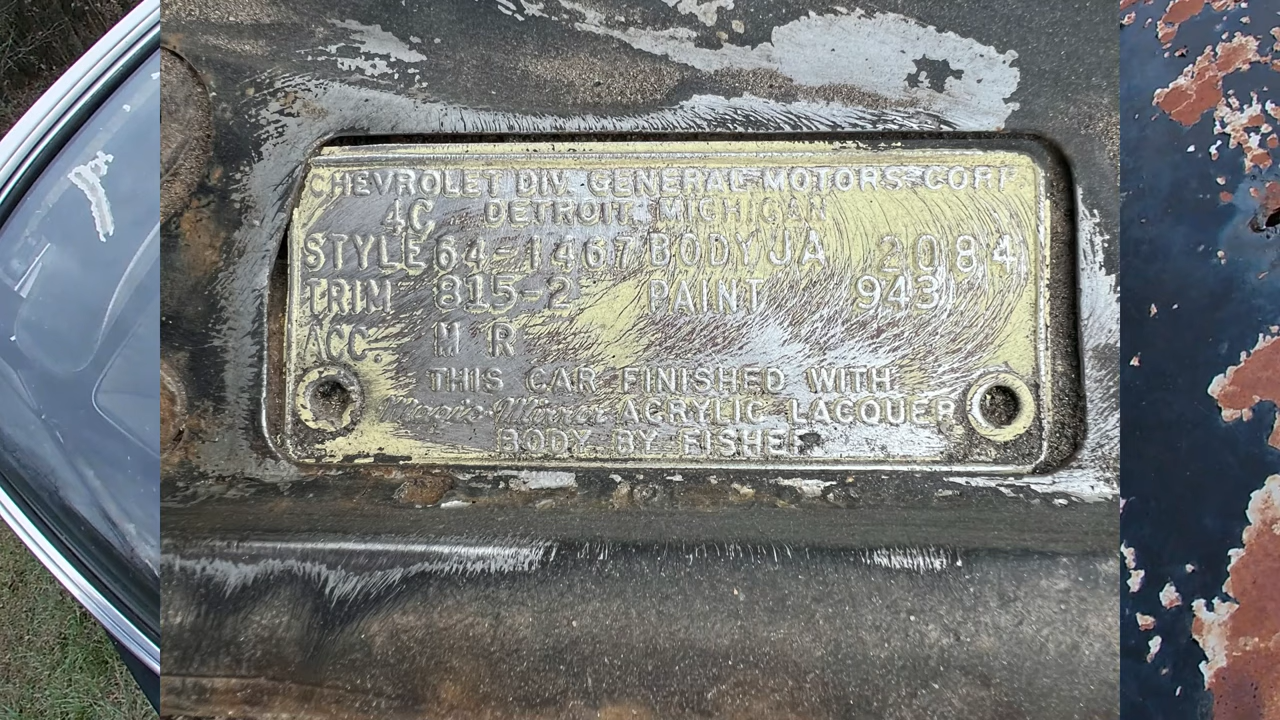 CHEVROLET DIV. GENERAL MOTORS CORP
4C DETROIT, MICHIGAN
STYLE 64-1467 BODY JA 2084
TRIM 815-2 PAINT 943
ACC. M R
THIS CAR FINISHED WITH
Magic-Mirror ACRYLIC LACQUER
BODY BY FISHER